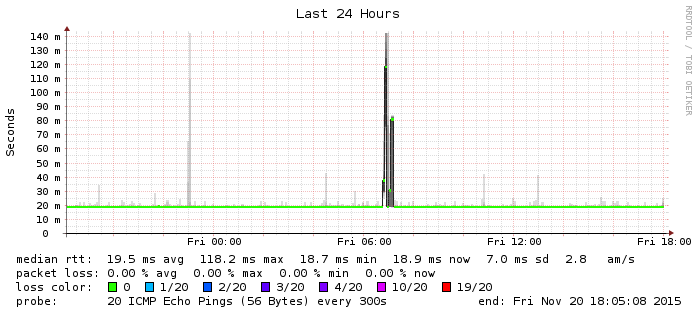 Last 24 Hours
RRDTOOL / TOBI OETIKER
Seconds
140 m
130 m
120 m
110 m
100 m
90 m
80 m
70 m
60 m
50 m
40 m
30 m
20 m
10 m
0
Fri 00:00 Fri 06:00 Fri 12:00 Fri 18:00
median rtt: 19.5 ms avg 118.2 ms max 18.7 ms min 18.9 ms now 7.0 ms sd 2.8 am/s
packet loss: 0.00 % avg 0.00 % max 0.00 % min 0.00 % now
loss color: 0 1/20 2/20 3/20 4/20 10/20 19/20
probe: 20 ICMP Echo Pings (56 Bytes) every 300s end: Fri Nov 20 18:05:08 2015